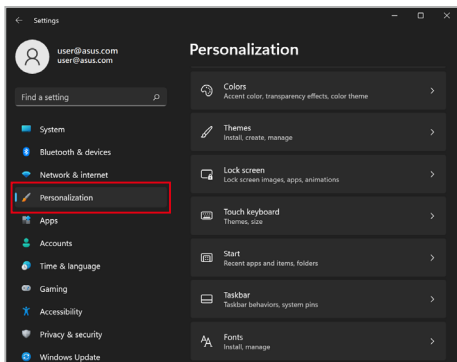 Settings
user@asus.com
user@asus.com
Find a setting
System
Bluetooth & devices
Network & internet
Personalization
Apps
Accounts
Time & language
Gaming
Accessibility
Privacy & security
Windows Update
Personalization
Colors
Accent color, transparency effects, color theme
Themes
Install, create, manage
Lock screen
Lock screen images, apps, animations
Touch keyboard
Themes, size
Start
Recent apps and items, folders
Taskbar
Taskbar behaviors, system pins
Fonts
Install, manage